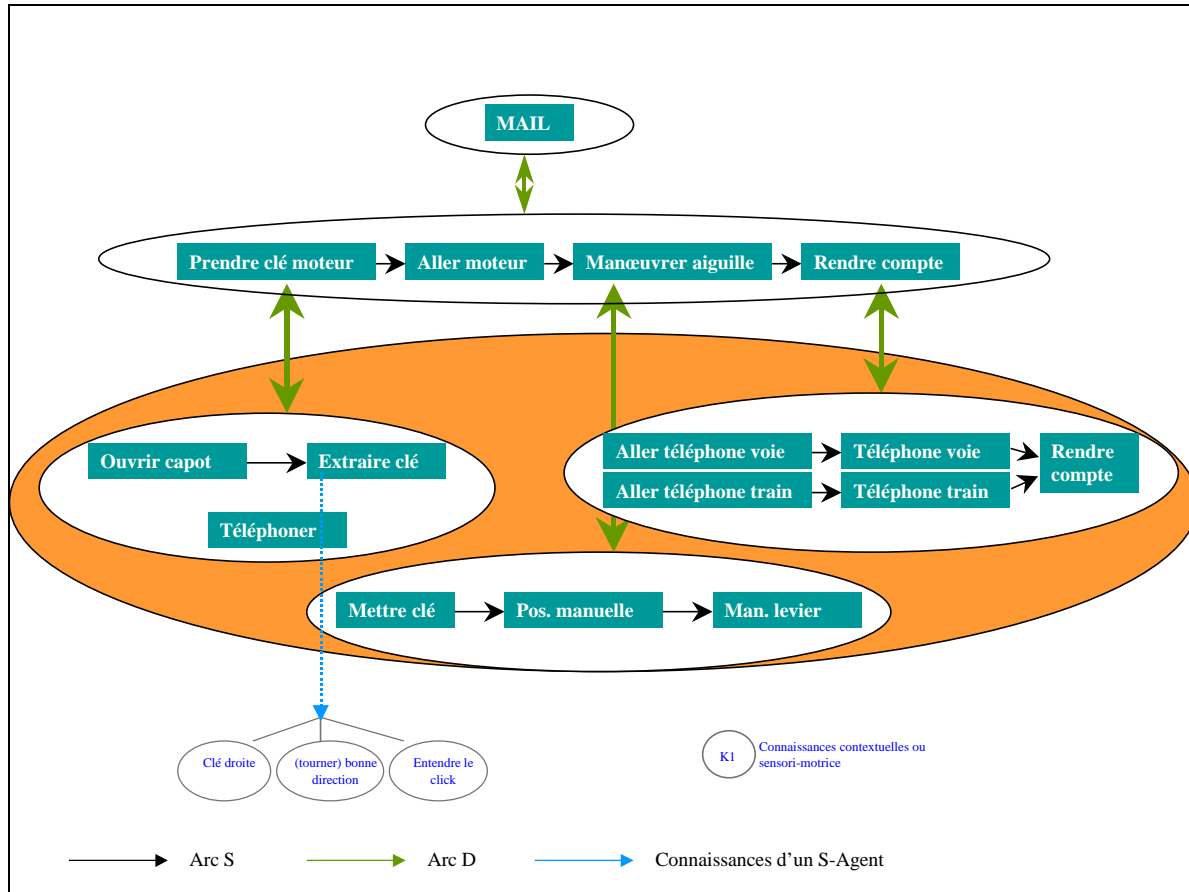 MAIL
Prendre clé moteur
Aller moteur
Manœuvrer aiguille
Rendre compte
Ouvrir capot
Extraire clé
Téléphoner
Aller téléphone voie
Téléphone voie
Aller téléphone train
Téléphone train
Rendre
compte
Mettre clé
Pos. manuelle
Man. levier
Clé droite
(tourner) bonne
direction
Entendre le
click
K1
Connaissances contextuelles ou
sensori-motrice
Arc S
Arc D
Connaissances d'un S-Agent